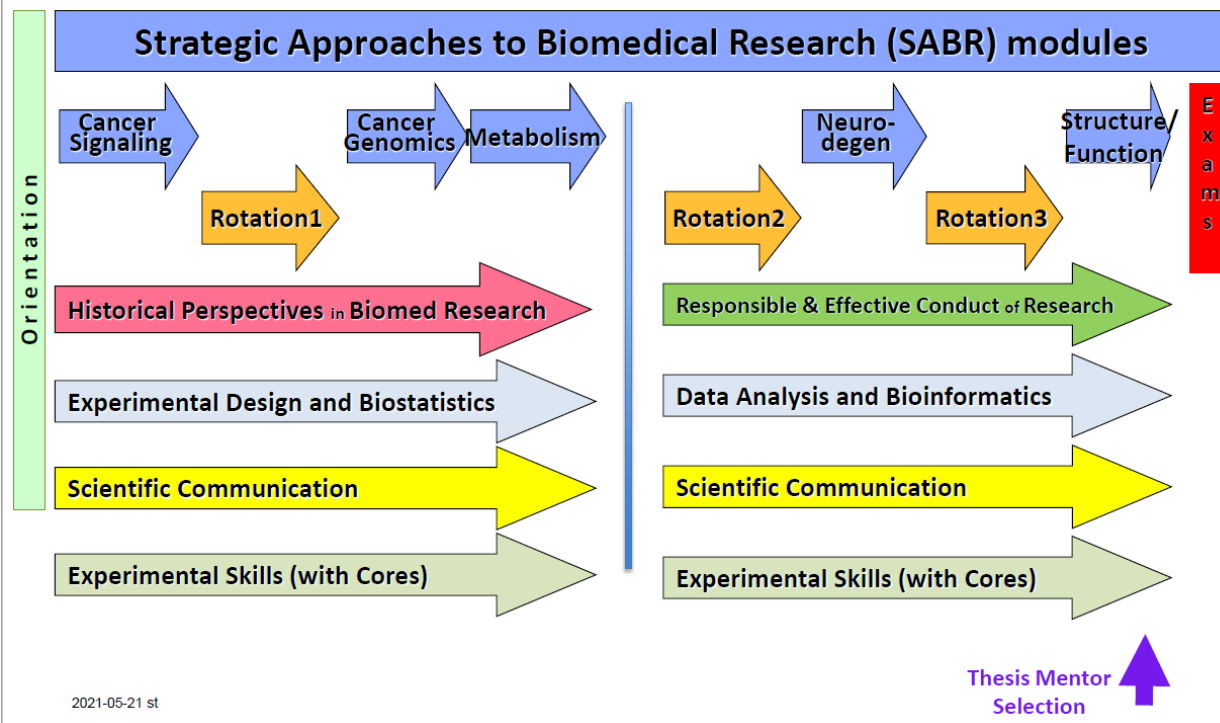 Strategic Approaches to Biomedical Research (SABR) modules
Orientation
Cancer
Signaling
Cancer
Genomics
Metabolism
Neuro-
degen
Structure/
Function
Exams
Rotation1
Rotation2
Rotation3
Historical Perspectives in Biomed Research
Responsible & Effective Conduct of Research
Experimental Design and Biostatistics
Data Analysis and Bioinformatics
Scientific Communication
Scientific Communication
Experimental Skills (with Cores)
Experimental Skills (with Cores)
Thesis Mentor
Selection
2021-05-21 st